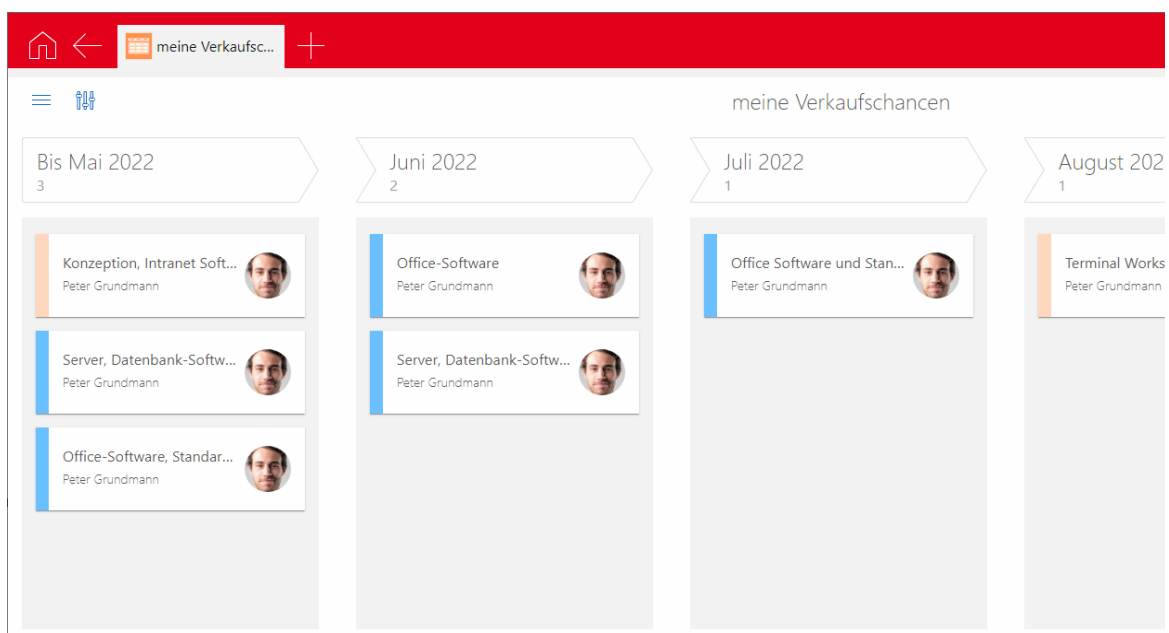 meine Verkaufsc...
meine Verkaufschancen
Bis Mai 2022
3
Juni 2022
2
Juli 2022
1
August 202
1
Konzeption, Intranet Soft...
Peter Grundmann
Server, Datenbank-Softw...
Peter Grundmann
Office-Software, Standar...
Peter Grundmann
Office-Software
Peter Grundmann
Server, Datenbank-Softw...
Peter Grundmann
Office Software und Stan...
Peter Grundmann
Terminal Works
Peter Grundmann